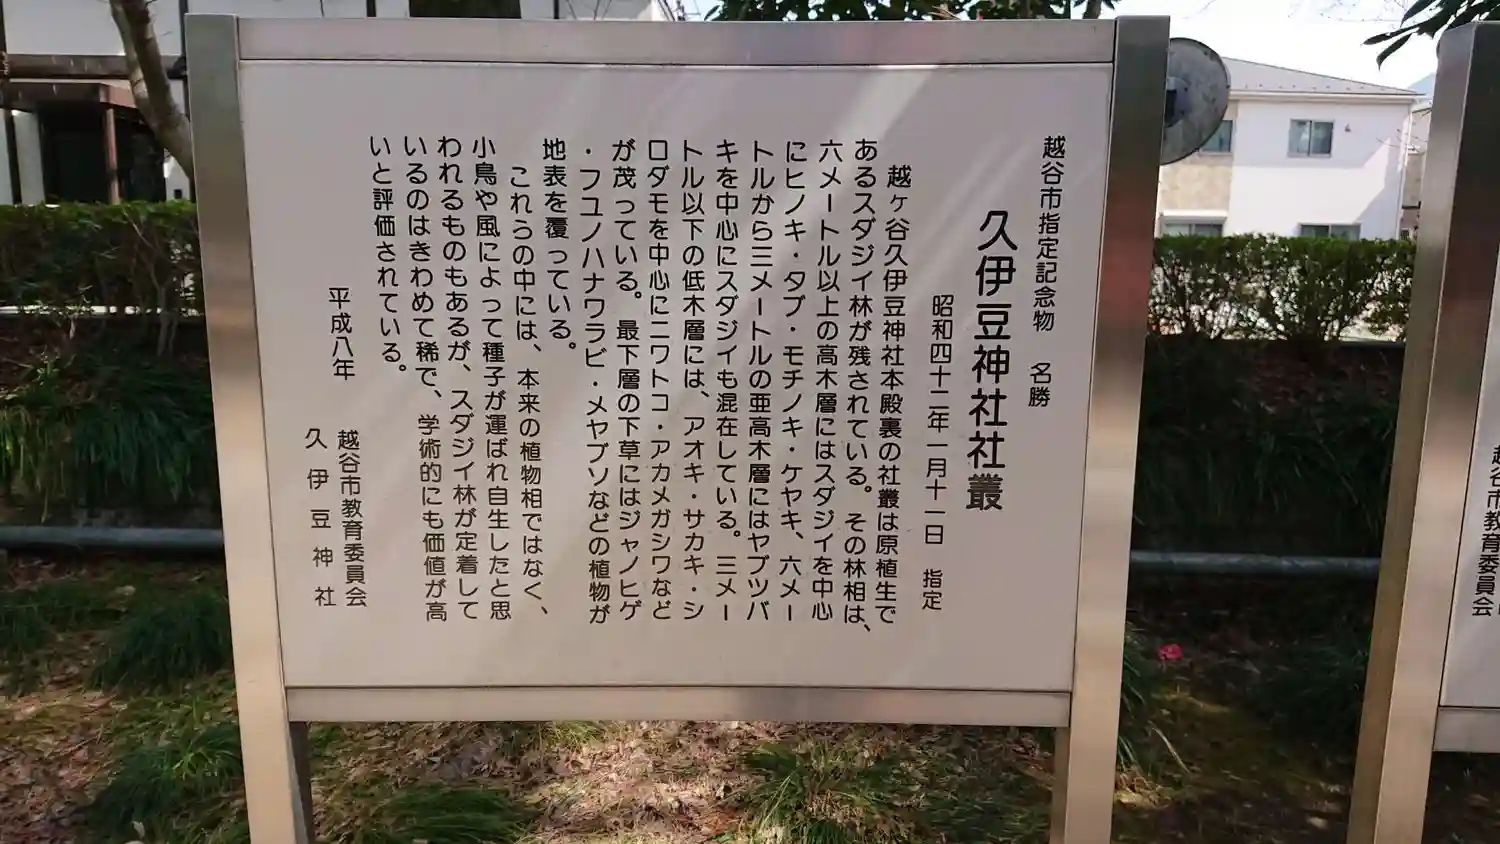 越谷市指定記念物　名勝
久伊豆神社社叢
昭和四十二年一月十一日　指定
越ヶ谷久伊豆神社本殿裏の社叢は原植生で
あるスダジイ林が残されている。その林相は、
六メートル以上の高木層にはスダジイを中心
にヒノキ・タブ・モチノキ・ケヤキ、六メー
トルから三メートルの亜高木層にはヤブツバ
キを中心にスダジイも混在している。三メー
トル以下の低木層には、アオキ・サカキ・シ
ロダモを中心にニワトコ・アカメガシワなど
が茂っている。最下層の下草にはジャノヒゲ
・フユノハナワラビ・メヤブソなどの植物が
地表を覆っている。
これらの中には、本来の植物相ではなく、
小鳥や風によって種子が運ばれ自生したと思
われるものもあるが、スダジイ林が定着して
いるのはきわめて稀で、学術的にも価値が高
いと評価されている。
平成八年
越谷市教育委員会
久伊豆神社
越谷市教育委員会